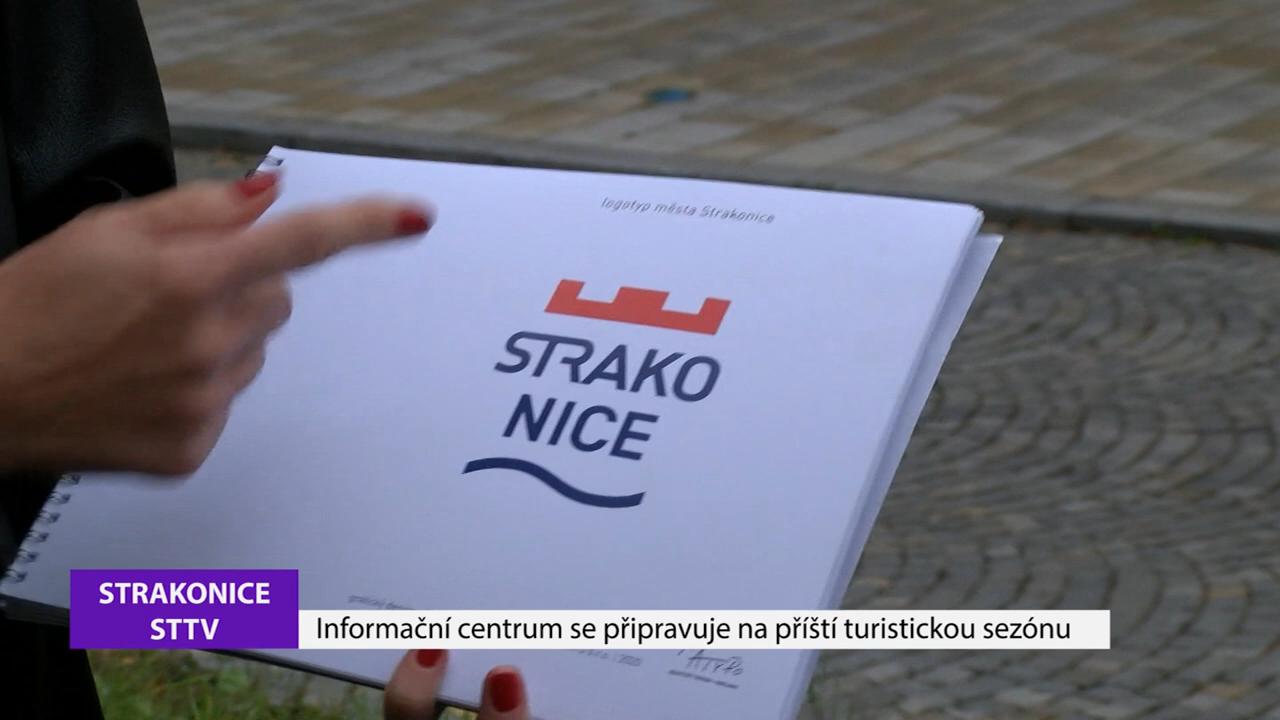 logotyp města Strakonice
STRAKO
NICE
STRAKONICE
STTV
Informační centrum se připravuje na příští turistickou sezónu